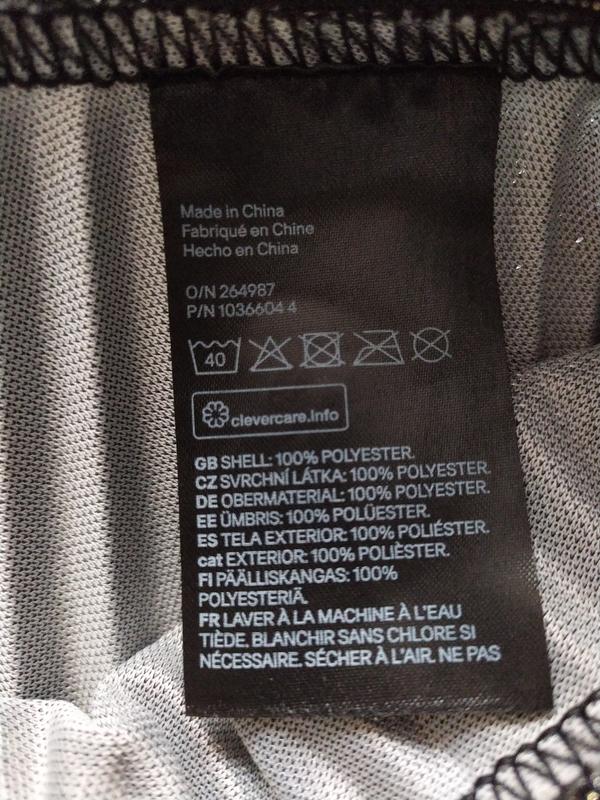 Made in China
Fabriqué en Chine
Hecho en China
O/N 264987
P/N 1036604 4
40
clevercare.info
GB SHELL: 100% POLYESTER.
CZ SVRCHNÍ LÁTKA: 100% POLYESTER.
DE OBERMATERIAL: 100% POLYESTER.
EE ÜMBRIS: 100% POLÜESTER.
ES TELA EXTERIOR: 100% POLIÉSTER.
cat EXTERIOR: 100% POLIÈSTER.
FI PÄÄLLISKANGAS: 100%
POLYESTERIÄ.
FR LAVER À LA MACHINE À L'EAU
TIÈDE. BLANCHIR SANS CHLORE SI
NÉCESSAIRE. SÉCHER À L'AIR. NE PAS